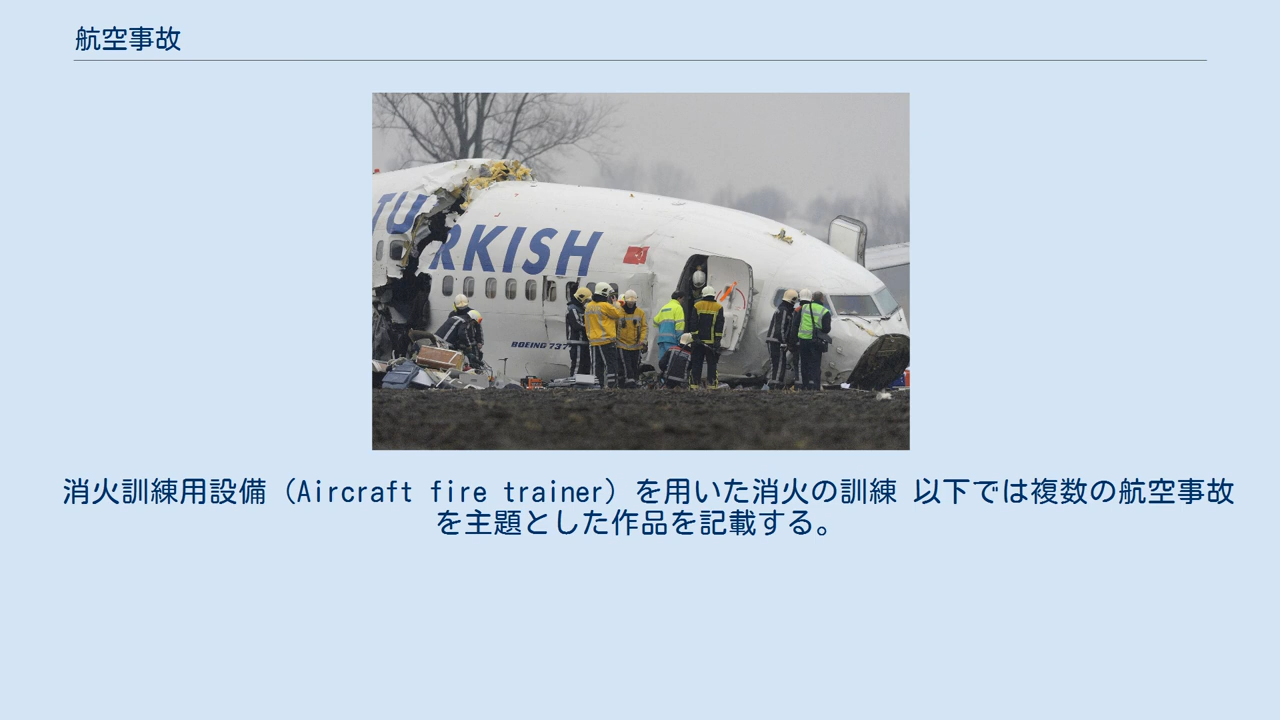 航空事故
TURKISH
BOEING 737
消火訓練用設備（Aircraft fire trainer）を用いた消火の訓練 以下では複数の航空事故
を主題とした作品を記載する。